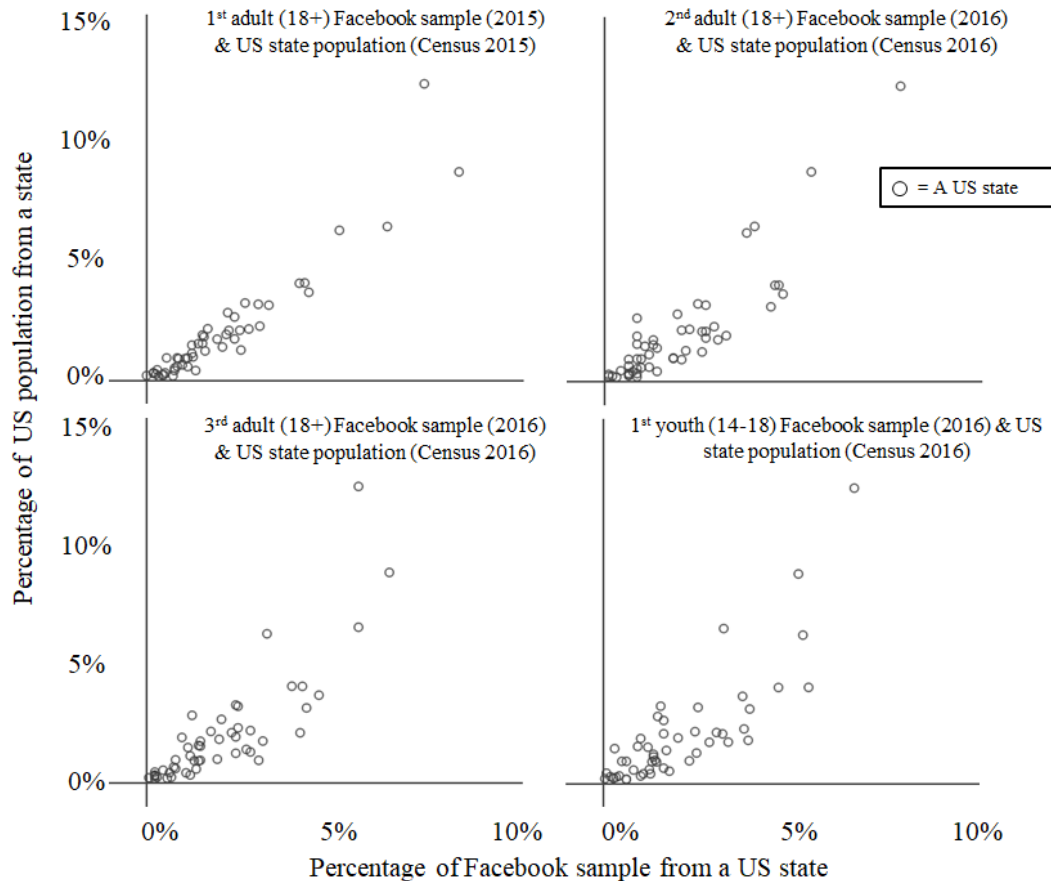 15%
1st adult (18+) Facebook sample (2015)
& US state population (Census 2015)
2nd adult (18+) Facebook sample (2016)
& US state population (Census 2016)
10%
= A US state
5%
0%
Percentage of US population from a state
15%
3rd adult (18+) Facebook sample (2016)
& US state population (Census 2016)
1st youth (14-18) Facebook sample (2016) & US
state population (Census 2016)
10%
5%
0%
0% 5% 10% 0% 5% 10%
Percentage of Facebook sample from a US state